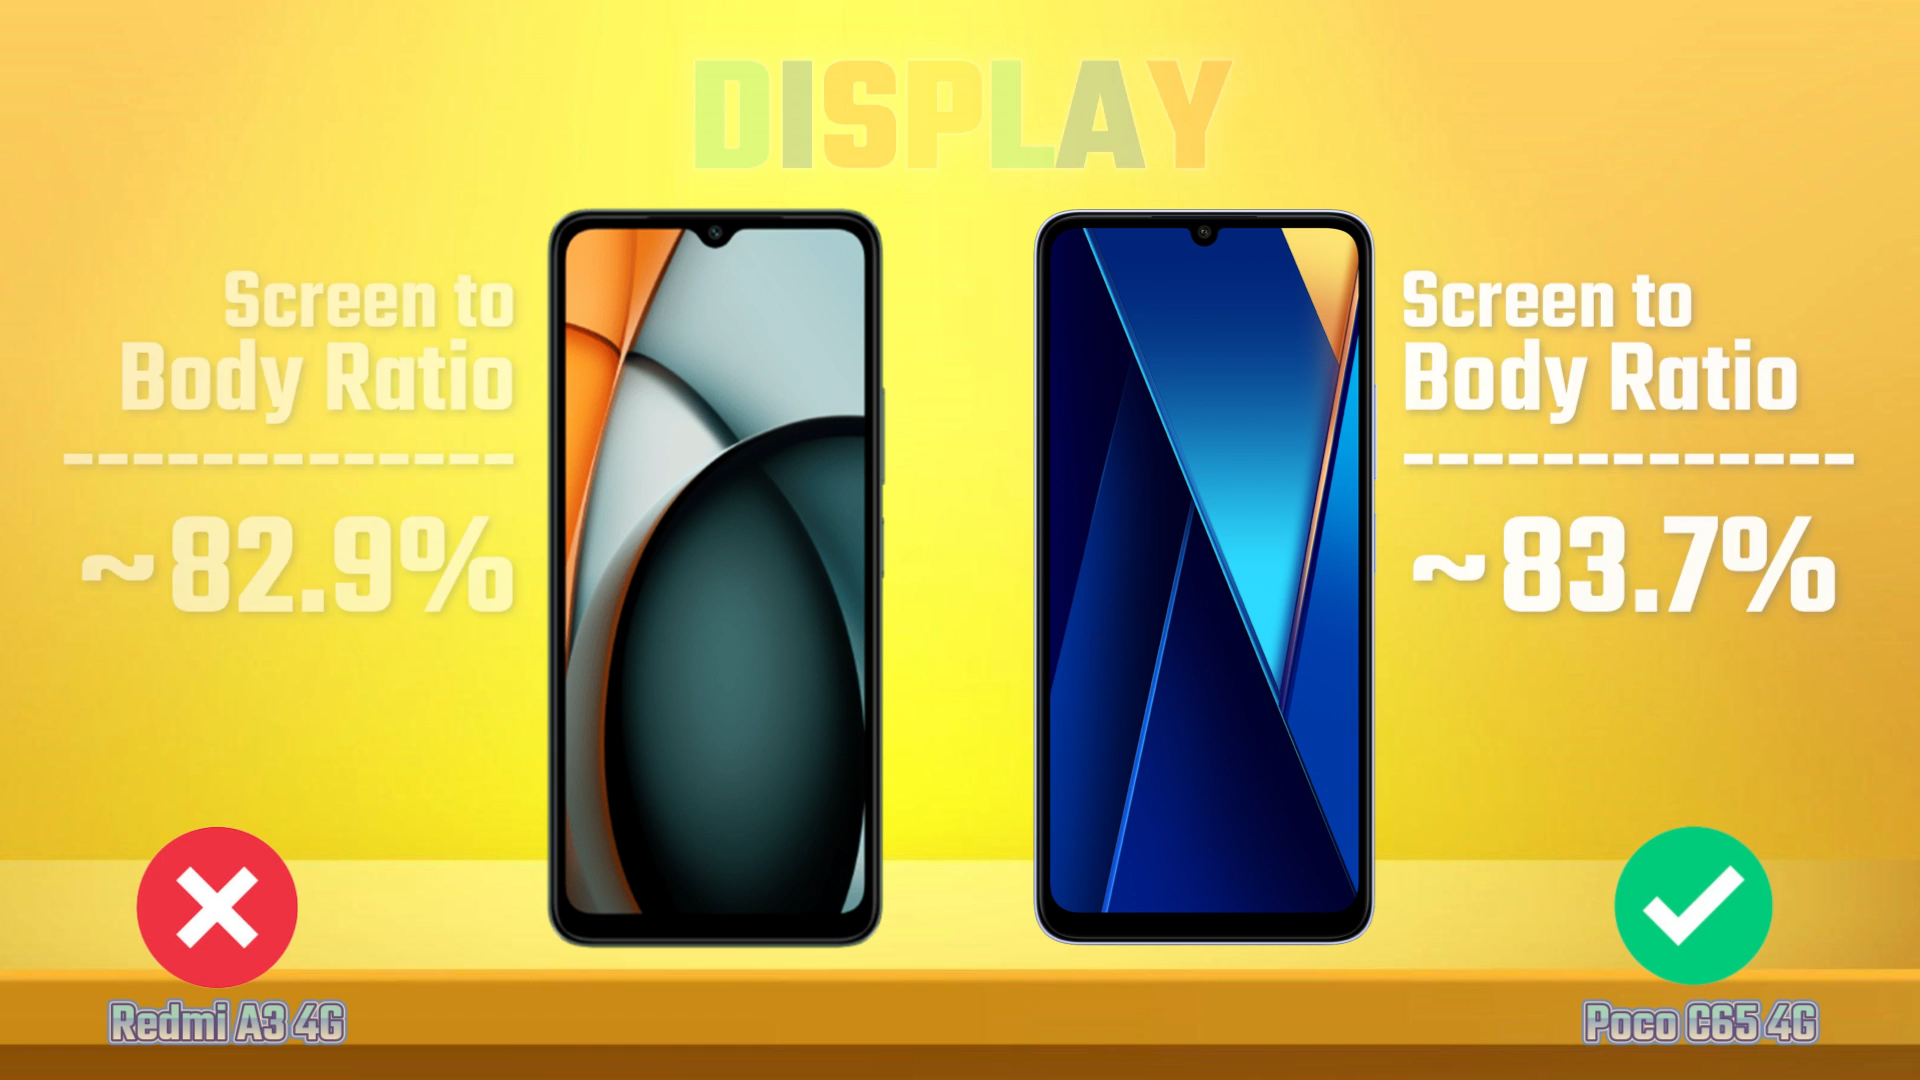 DISPLAY
Screen to
Body Ratio
-------------
~82.9%
Screen to
Body Ratio
-------------
~83.7%
Redmi A3 4G
Poco C65 4G